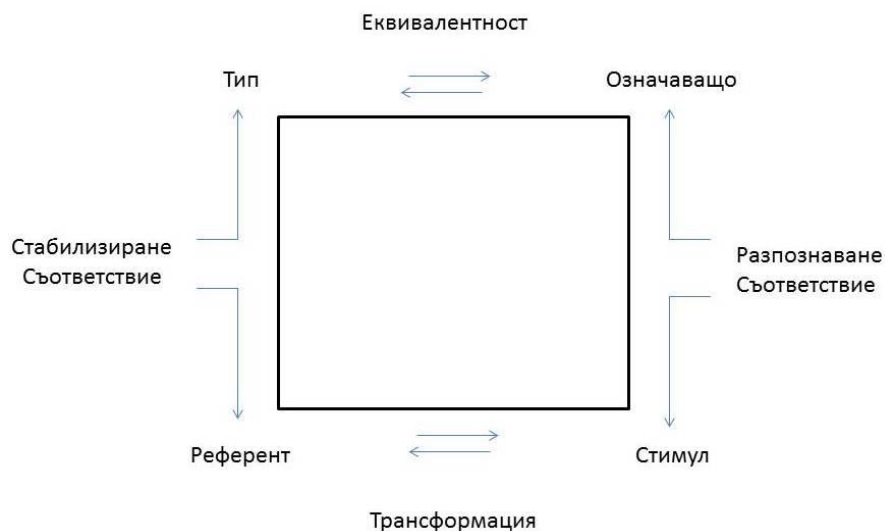 Еквивалентност
Тип
Означаващо
Стабилизиране
Съответствие
Разпознаване
Съответствие
Референт
Стимул
Трансформация